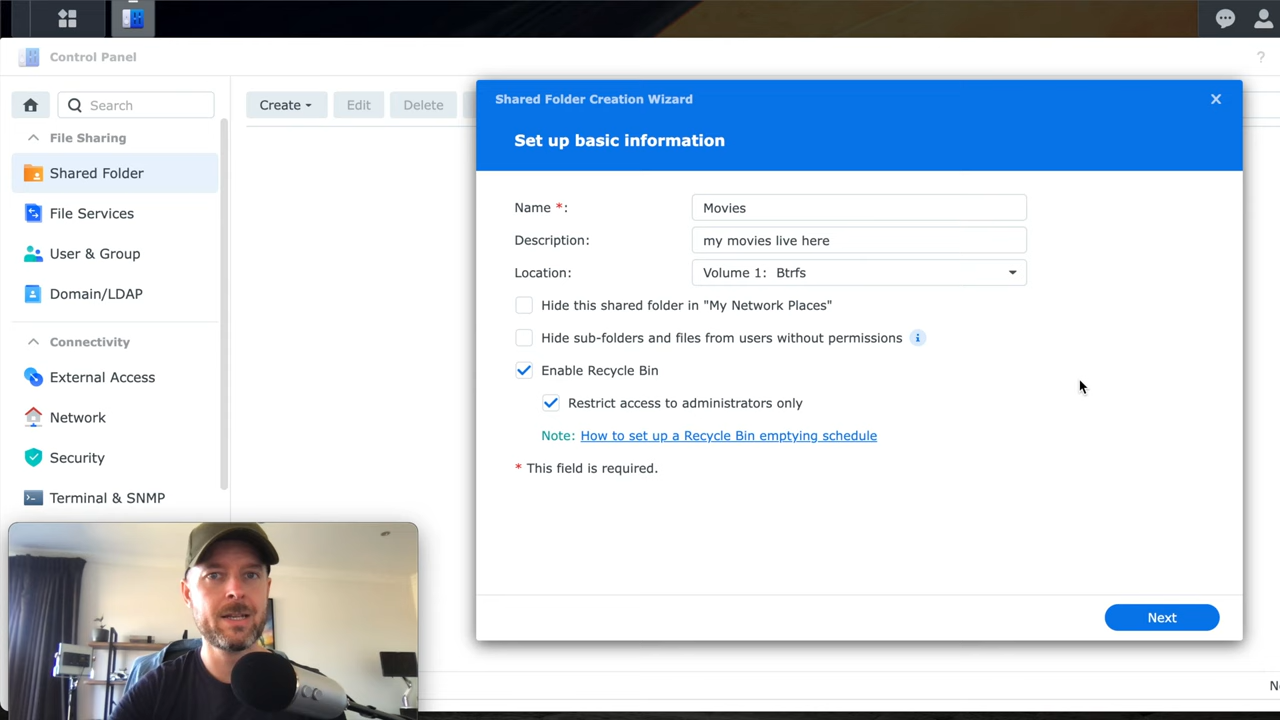 Control Panel
?
Search
Create
Edit
Delete
File Sharing
Shared Folder
File Services
User & Group
Domain/LDAP
Connectivity
External Access
Network
Security
Terminal & SNMP
Shared Folder Creation Wizard
Set up basic information
Name *:
Movies
Description:
my movies live here
Location:
Volume 1: Btrfs
Hide this shared folder in "My Network Places"
Hide sub-folders and files from users without permissions
Enable Recycle Bin
Restrict access to administrators only
Note: How to set up a Recycle Bin emptying schedule
* This field is required.
Next